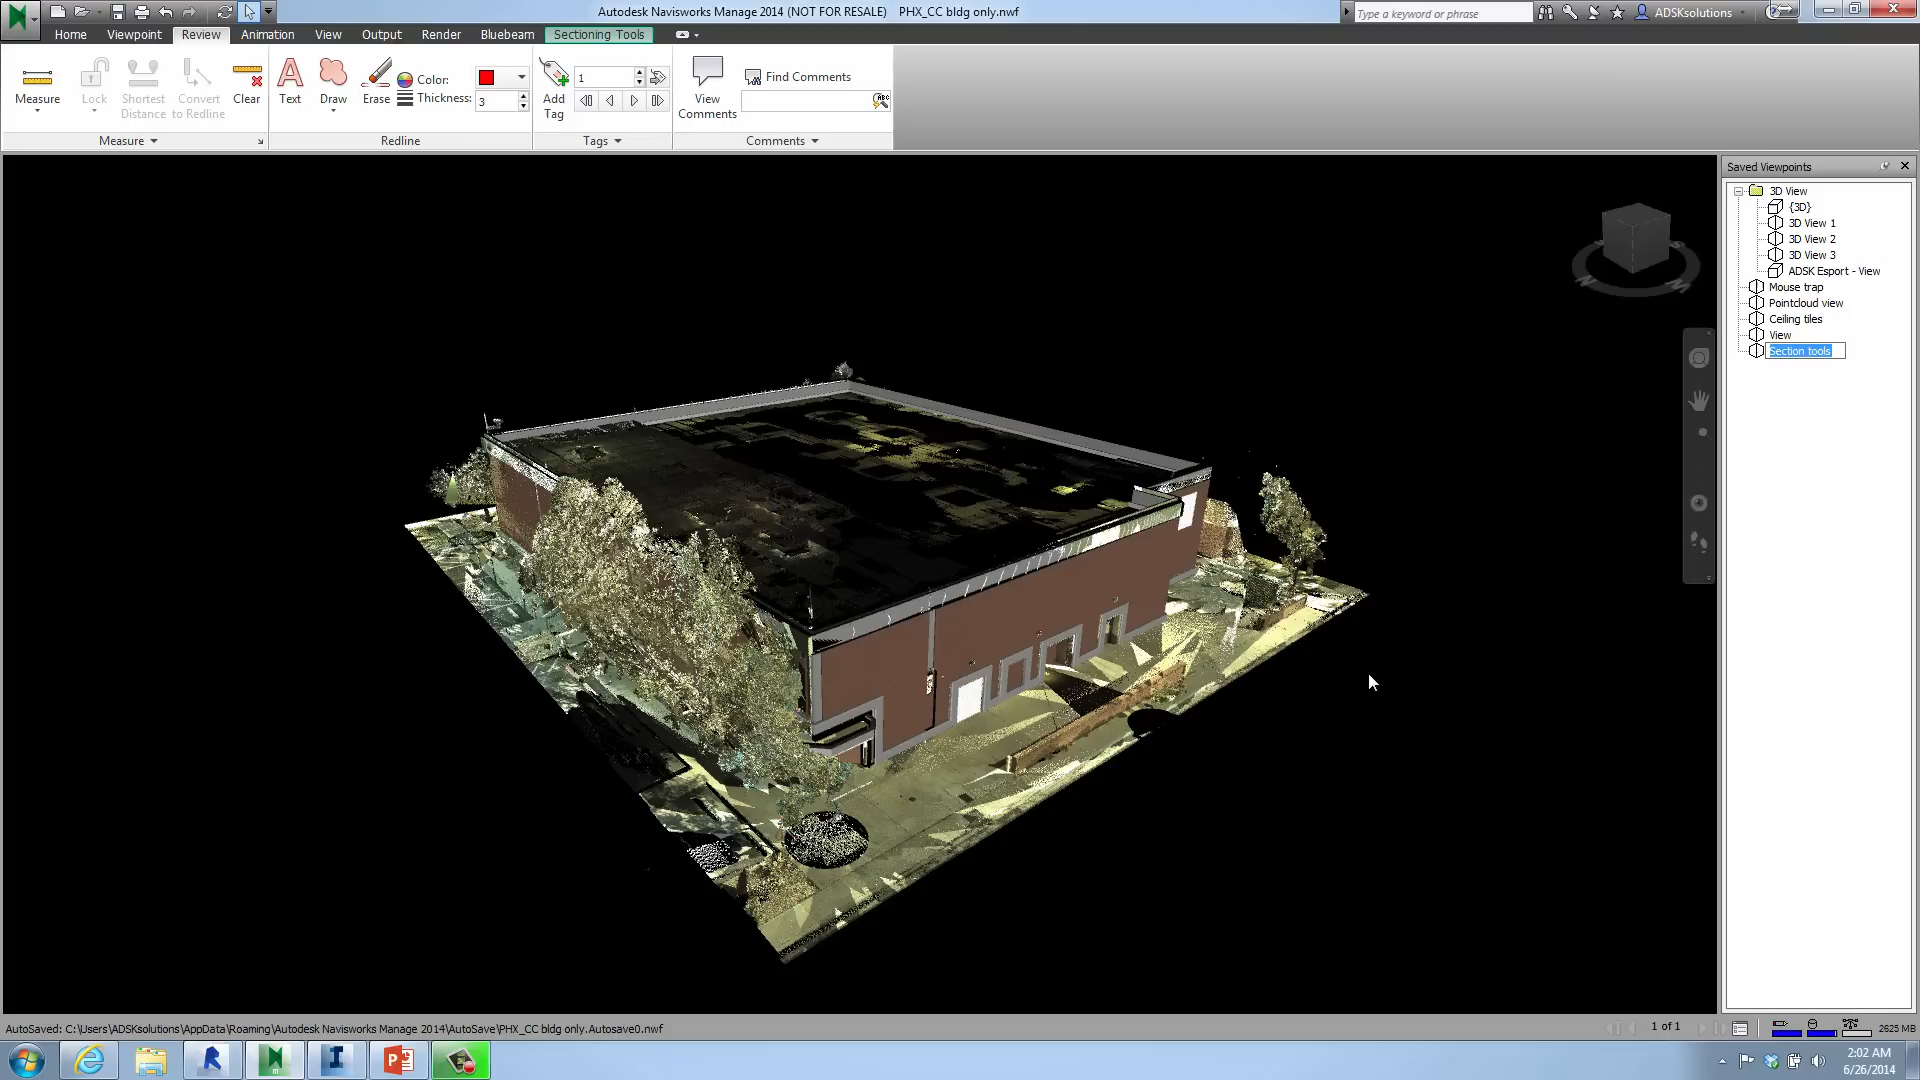 Autodesk Navisworks Manage 2014 (NOT FOR RESALE) PHX_CC bldg only.nwf
Type a keyword or phrase
ADSKsolutions
Home Viewpoint Review Animation View Output Render Bluebeam Sectioning Tools
Measure
Lock
Shortest
Distance
Convert
to Redline
Clear
Measure
Text
Draw
Erase
Color:
Thickness: 3
Redline
Add
Tag
1
Tags
View
Comments
Find Comments
ABC
Comments
Saved Viewpoints
3D View
{3D}
3D View 1
3D View 2
3D View 3
ADSK Esport - View
Mouse trap
Pointcloud view
Ceiling tiles
View
Section tools
AutoSaved: C:\Users\ADSKsolutions\AppData\Roaming\Autodesk Navisworks Manage 2014\AutoSave\PHX_CC bldg only.Autosave0.nwf
1 of 1
2625 MB
2:02 AM
6/26/2014